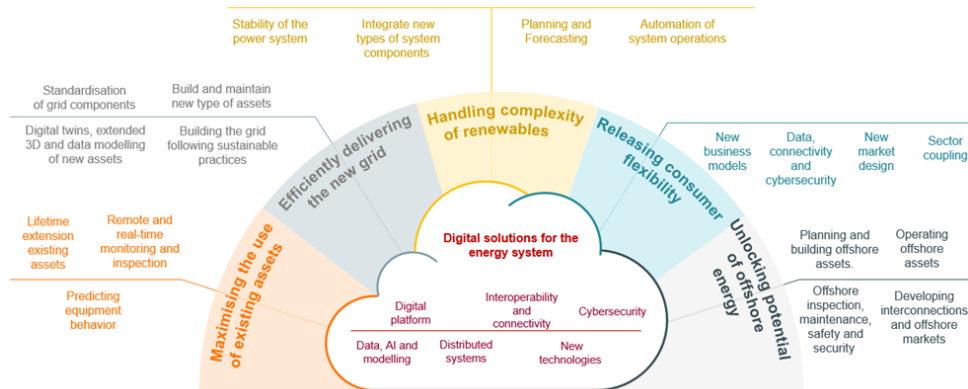 Stability of the
power system
Integrate new
types of system
components
Planning and
Forecasting
Automation of
system operations
Standardisation
of grid components
Build and maintain
new type of assets
Digital twins, extended
3D and data modelling
of new assets
Building the grid
following sustainable
practices
Efficiently delivering
the new grid
Handling complexity
of renewables
Releasing consumer
flexibility
New
business
models
Data,
connectivity
and
cybersecurity
New
market
design
Sector
coupling
Lifetime
extension
existing
assets
Remote and
real-time
monitoring and
inspection
Predicting
equipment
behavior
Maximising the use
of existing assets
Digital solutions for the
energy system
Digital
platform
Interoperability
and
connectivity
Cybersecurity
Data, AI and
modelling
Distributed
systems
New
technologies
Unlocking potential
of offshore
energy
Planning and
building offshore
assets.
Operating
offshore
assets
Offshore
inspection,
maintenance,
safety and
security
Developing
interconnections
and offshore
markets